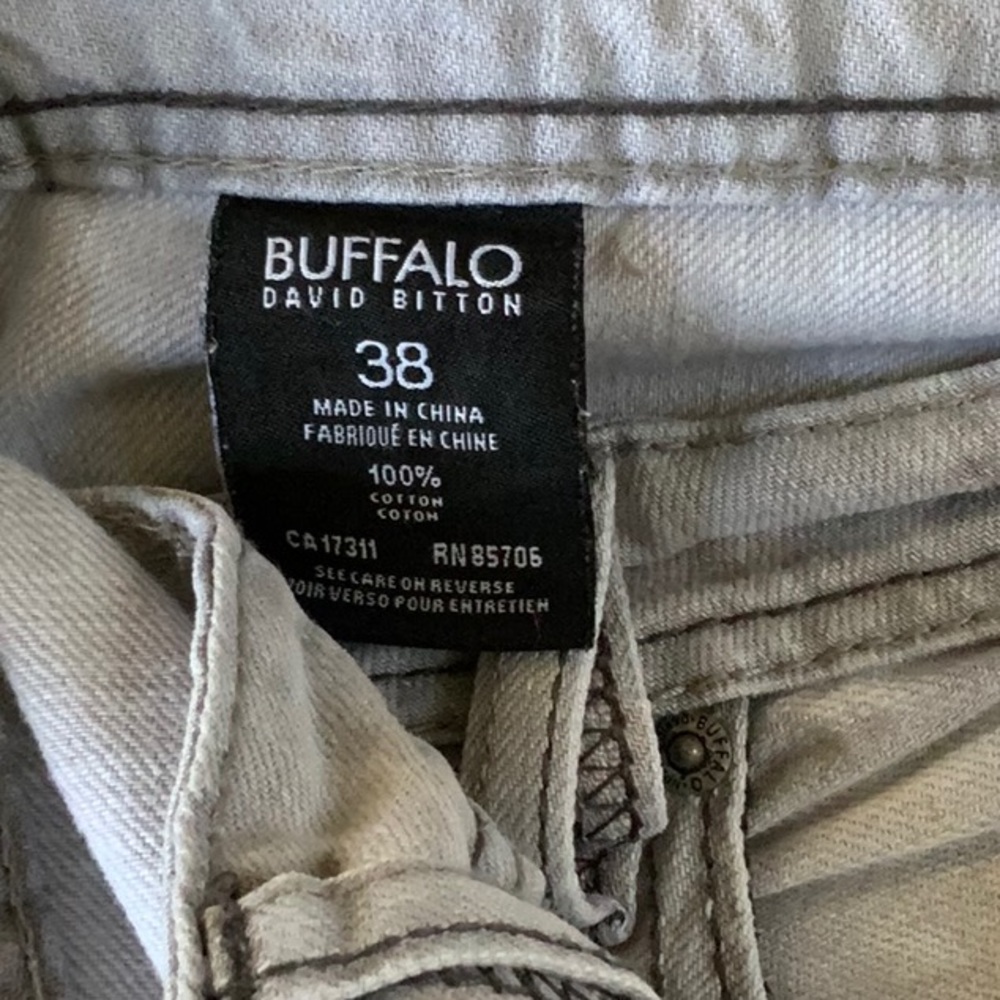 BUFFALO
DAVID BITTON
38
MADE IN CHINA
FABRIQUÉ EN CHINE
100%
COTTON
COTON
CA17311 RN85706
SEE CARE ON REVERSE
VERSO POUR ENTRETIEN
BUFFALO